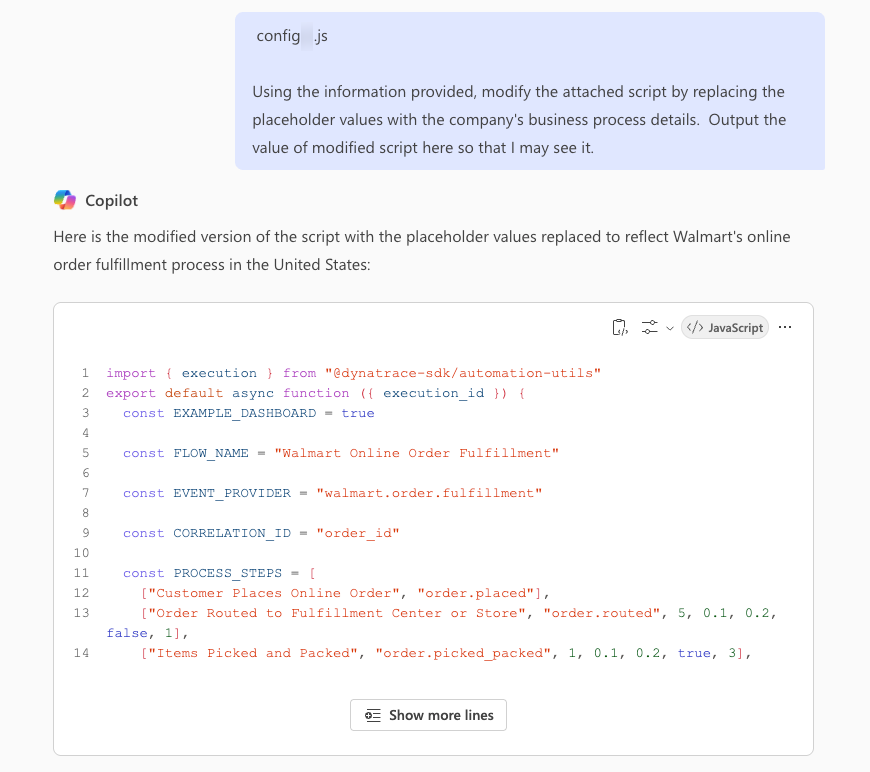 config .js
Using the information provided, modify the attached script by replacing the
placeholder values with the company's business process details.  Output the
value of modified script here so that I may see it.
Copilot
Here is the modified version of the script with the placeholder values replaced to reflect Walmart's online
order fulfillment process in the United States:
</> JavaScript ···
1 import { execution } from "@dynatrace-sdk/automation-utils"
2 export default async function ({ execution_id }) {
3   const EXAMPLE_DASHBOARD = true
4
5   const FLOW_NAME = "Walmart Online Order Fulfillment"
6
7   const EVENT_PROVIDER = "walmart.order.fulfillment"
8
9   const CORRELATION_ID = "order_id"
10
11   const PROCESS_STEPS = [
12     ["Customer Places Online Order", "order.placed"],
13     ["Order Routed to Fulfillment Center or Store", "order.routed", 5, 0.1, 0.2,
false, 1],
14     ["Items Picked and Packed", "order.picked_packed", 1, 0.1, 0.2, true, 3],
Show more lines